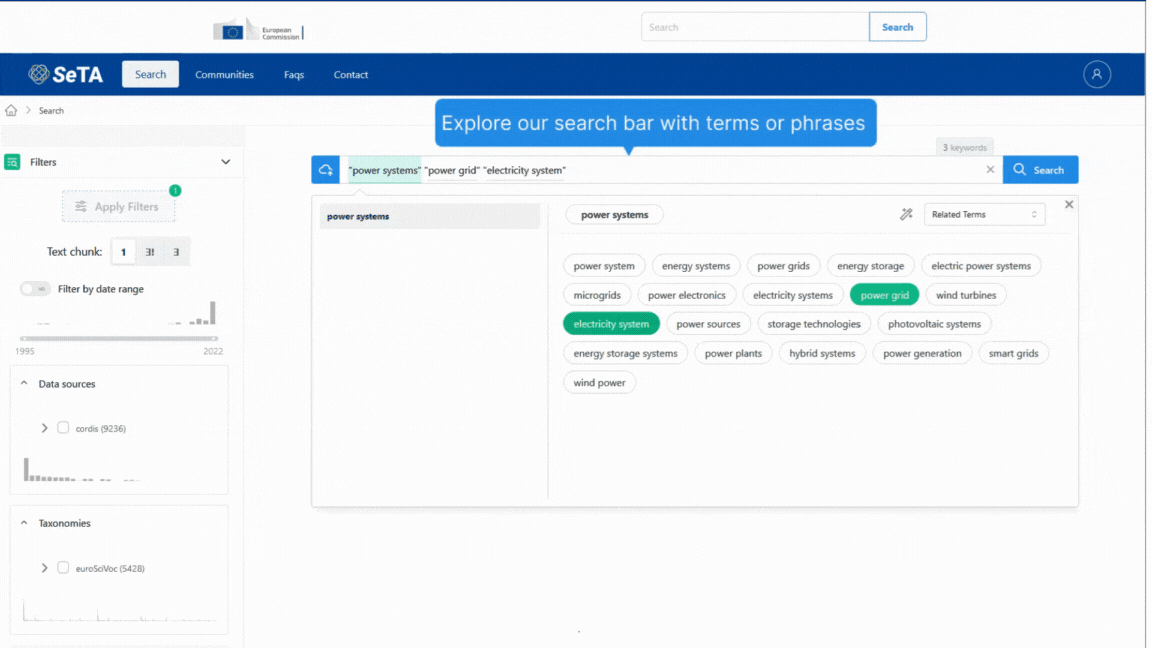 European
Commission
Search
Search
SeTA
Search
Communities
Faqs
Contact
Search
Explore our search bar with terms or phrases
3 keywords
Filters
"power systems" "power grid" "electricity system"
Search
1
Apply Filters
power systems
power systems
Related Terms
Text chunk:
1
3!
3
power system
energy systems
power grids
energy storage
electric power systems
Filter by date range
microgrids
power electronics
electricity systems
power grid
wind turbines
electricity system
power sources
storage technologies
photovoltaic systems
1995
2022
energy storage systems
power plants
hybrid systems
power generation
smart grids
wind power
Data sources
cordis (9236)
Taxonomies
euroSciVoc (5428)